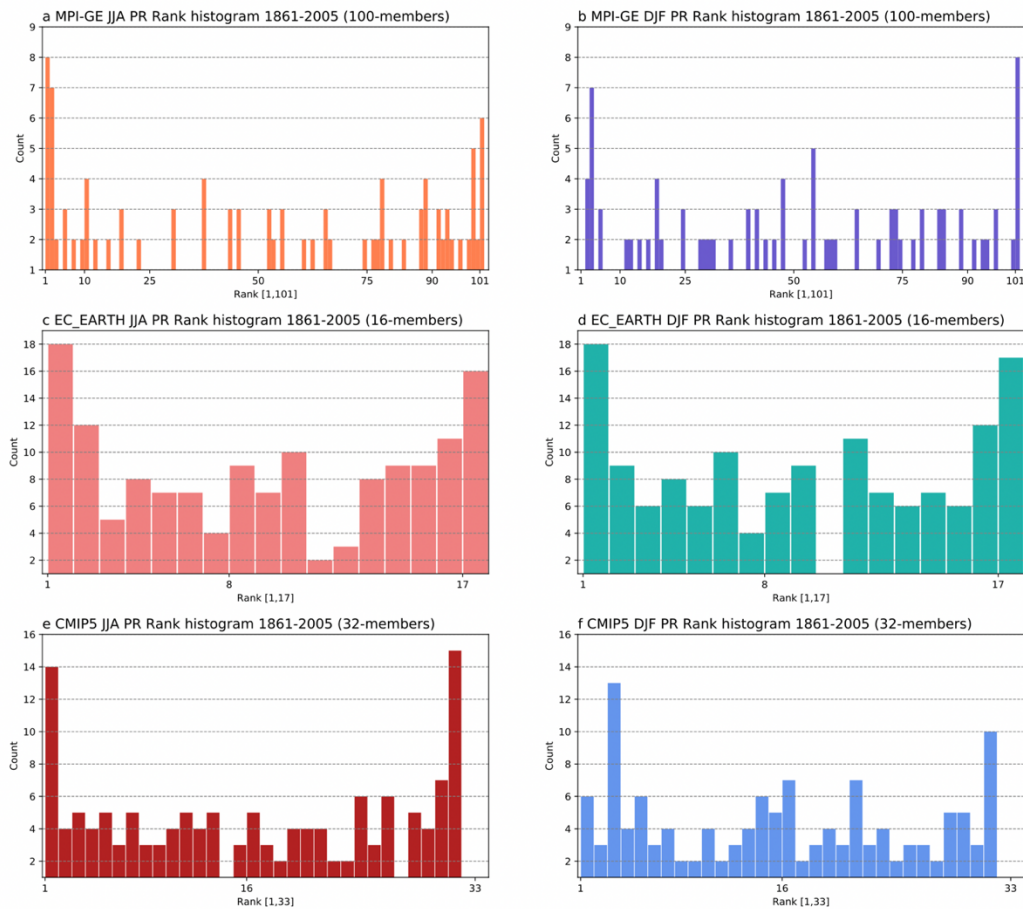 a MPI-GE JJA PR Rank histogram 1861-2005 (100-members)
9
8
7
6
5
4
3
2
1
Count
1 10 25 50 75 90 101
Rank [1,101]
b MPI-GE DJF PR Rank histogram 1861-2005 (100-members)
9
8
7
6
5
4
3
2
1
Count
1 10 25 50 75 90 101
Rank [1,101]
c EC_EARTH JJA PR Rank histogram 1861-2005 (16-members)
18
16
14
12
10
8
6
4
2
Count
1 8 17
Rank [1,17]
d EC_EARTH DJF PR Rank histogram 1861-2005 (16-members)
18
16
14
12
10
8
6
4
2
Count
1 8 17
Rank [1,17]
e CMIP5 JJA PR Rank histogram 1861-2005 (32-members)
16
14
12
10
8
6
4
2
Count
1 16 33
Rank [1,33]
f CMIP5 DJF PR Rank histogram 1861-2005 (32-members)
16
14
12
10
8
6
4
2
Count
1 16 33
Rank [1,33]